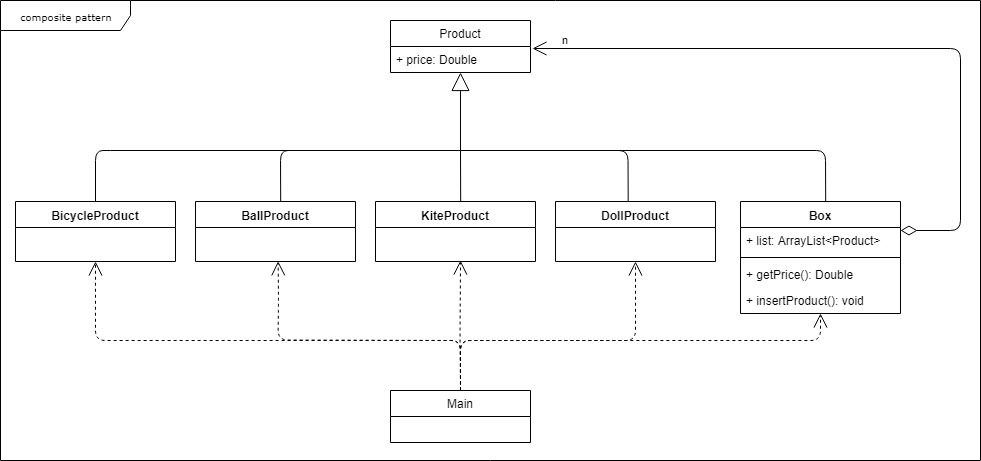 composite pattern
Product
+ price: Double
n
BicycleProduct
BallProduct
KiteProduct
DollProduct
Box
+ list: ArrayList<Product>
+ getPrice(): Double
+ insertProduct(): void
Main